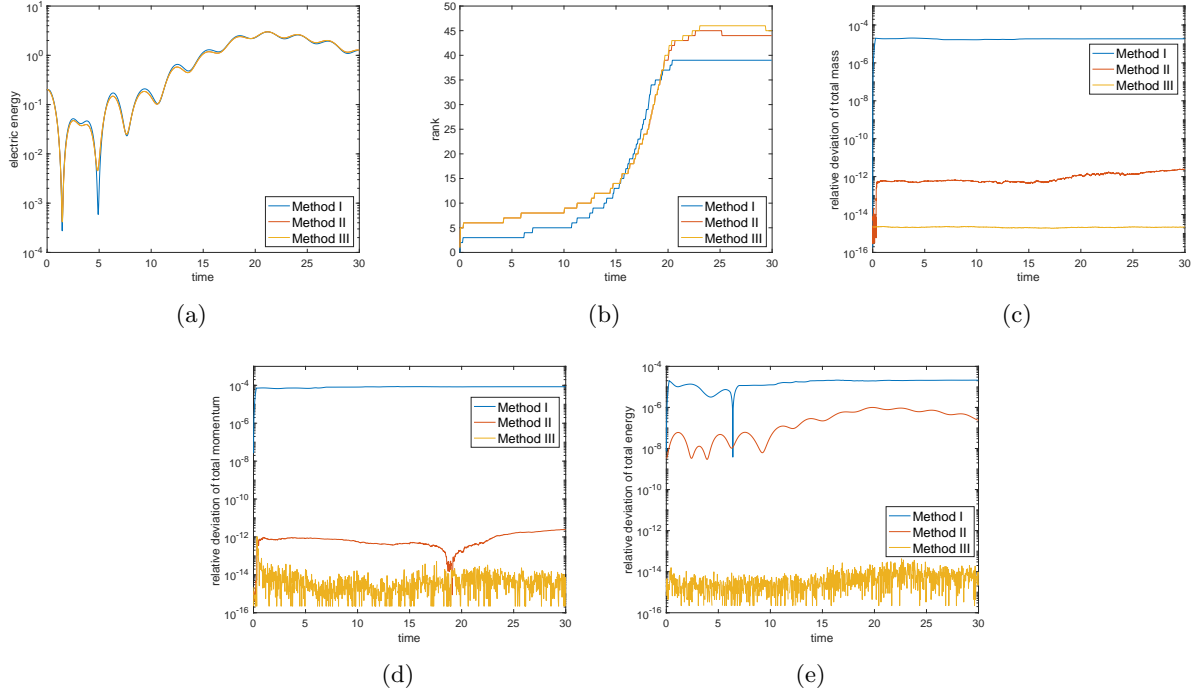 10^1
10^0
10^-1
10^-2
10^-3
10^-4
electric energy
0 5 10 15 20 25 30
time
Method I
Method II
Method III
(a)
50
45
40
35
30
25
20
15
10
5
0
rank
0 5 10 15 20 25 30
time
Method I
Method II
Method III
(b)
10^-4
10^-6
10^-8
10^-10
10^-12
10^-14
10^-16
relative deviation of total mass
0 5 10 15 20 25 30
time
Method I
Method II
Method III
(c)
10^-4
10^-6
10^-8
10^-10
10^-12
10^-14
10^-16
relative deviation of total momentum
0 5 10 15 20 25 30
time
Method I
Method II
Method III
(d)
10^-4
10^-6
10^-8
10^-10
10^-12
10^-14
10^-16
relative deviation of total energy
0 5 10 15 20 25 30
time
Method I
Method II
Method III
(e)